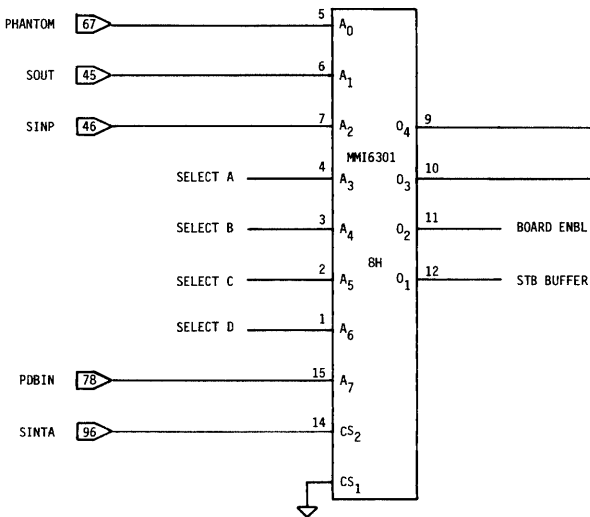 PHANTOM 67 5 A0
SOUT 45 6 A1
SINP 46 7 A2 O4 9
MMI6301
SELECT A 4 A3 O3 10
SELECT B 3 A4 O2 11 BOARD ENBL
8H
SELECT C 2 A5 O1 12 STB BUFFER
SELECT D 1 A6
PDBIN 78 15 A7
SINTA 96 14 CS2
CS1